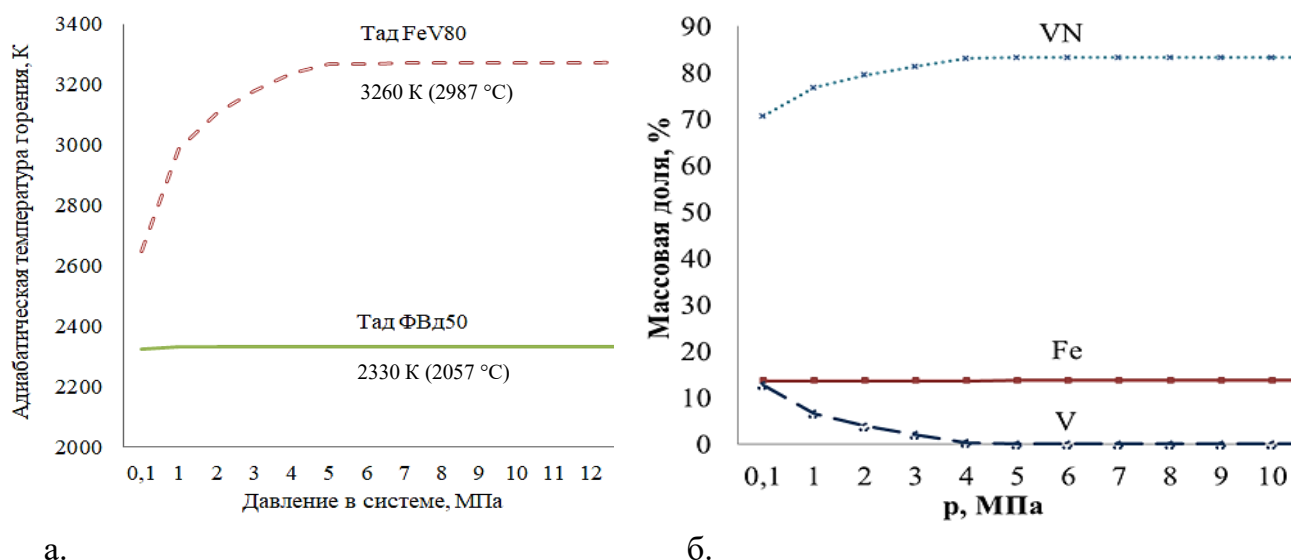 Адиабатическая температура горения, К
3400
3200
3000
2800
2600
2400
2200
2000
Тад FeV80
3260 К (2987 °С)
Тад ФВд50
2330 К (2057 °С)
0,1 1 2 3 4 5 6 7 8 9 10 11 12
Давление в системе, МПа
а.
Массовая доля, %
90
80
70
60
50
40
30
20
10
0
VN
Fe
V
0,1 1 2 3 4 5 6 7 8 9 10
р, МПа
б.